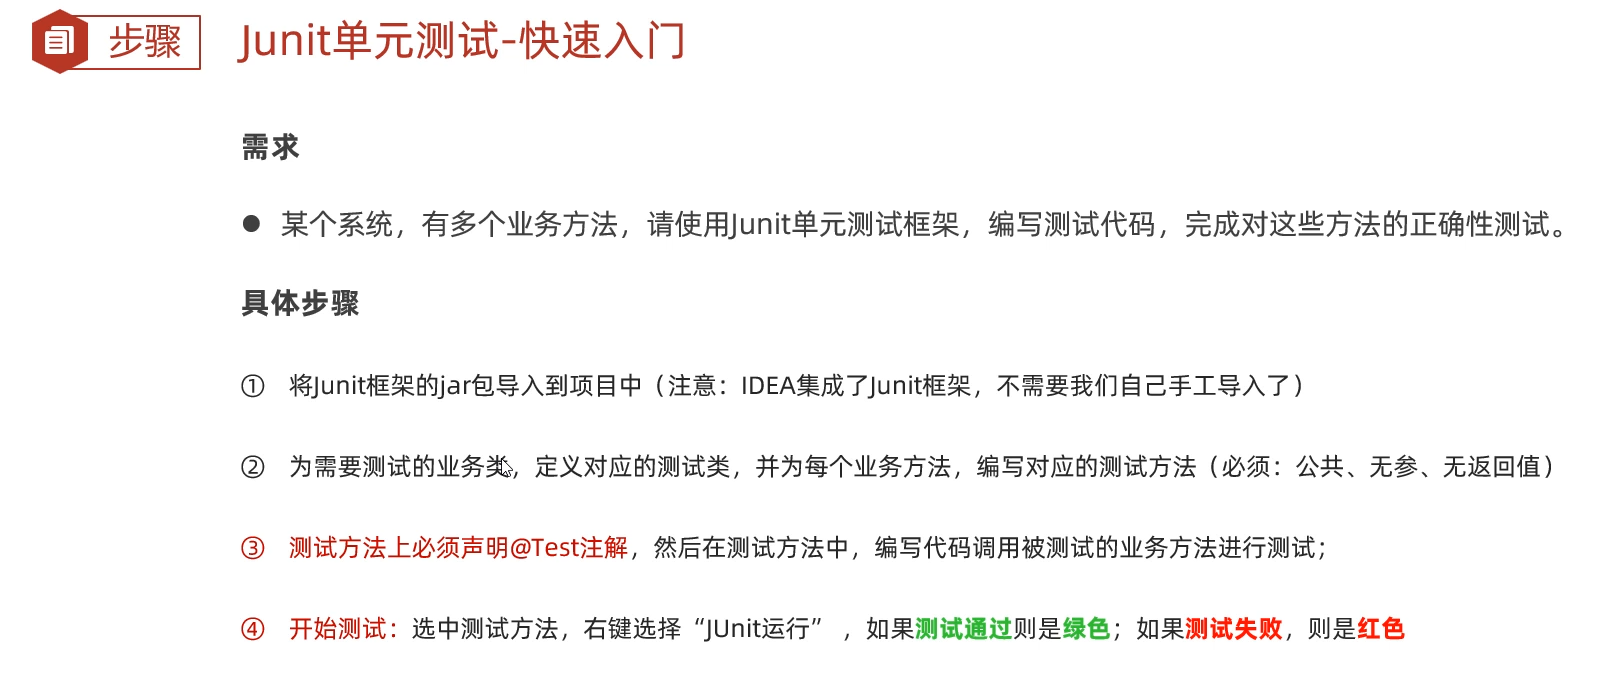 步骤 Junit单元测试-快速入门
需求
● 某个系统，有多个业务方法，请使用Junit单元测试框架，编写测试代码，完成对这些方法的正确性测试。
具体步骤
① 将Junit框架的jar包导入到项目中（注意：IDEA集成了Junit框架，不需要我们自己手工导入了）
② 为需要测试的业务类，定义对应的测试类，并为每个业务方法，编写对应的测试方法（必须：公共、无参、无返回值）
③ 测试方法上必须声明@Test注解，然后在测试方法中，编写代码调用被测试的业务方法进行测试；
④ 开始测试：选中测试方法，右键选择“JUnit运行” ，如果测试通过则是绿色；如果测试失败，则是红色